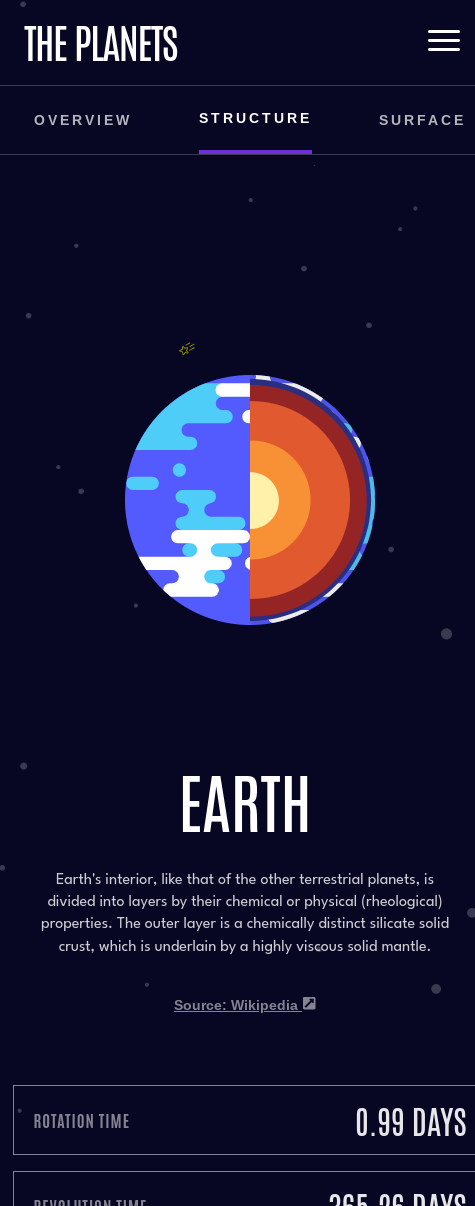 THE PLANETS
OVERVIEW STRUCTURE SURFACE
EARTH
Earth's interior, like that of the other terrestrial planets, is
divided into layers by their chemical or physical (rheological)
properties. The outer layer is a chemically distinct silicate solid
crust, which is underlain by a highly viscous solid mantle.
Source: Wikipedia
ROTATION TIME 0.99 DAYS
REVOLUTION TIME 365.26 DAYS